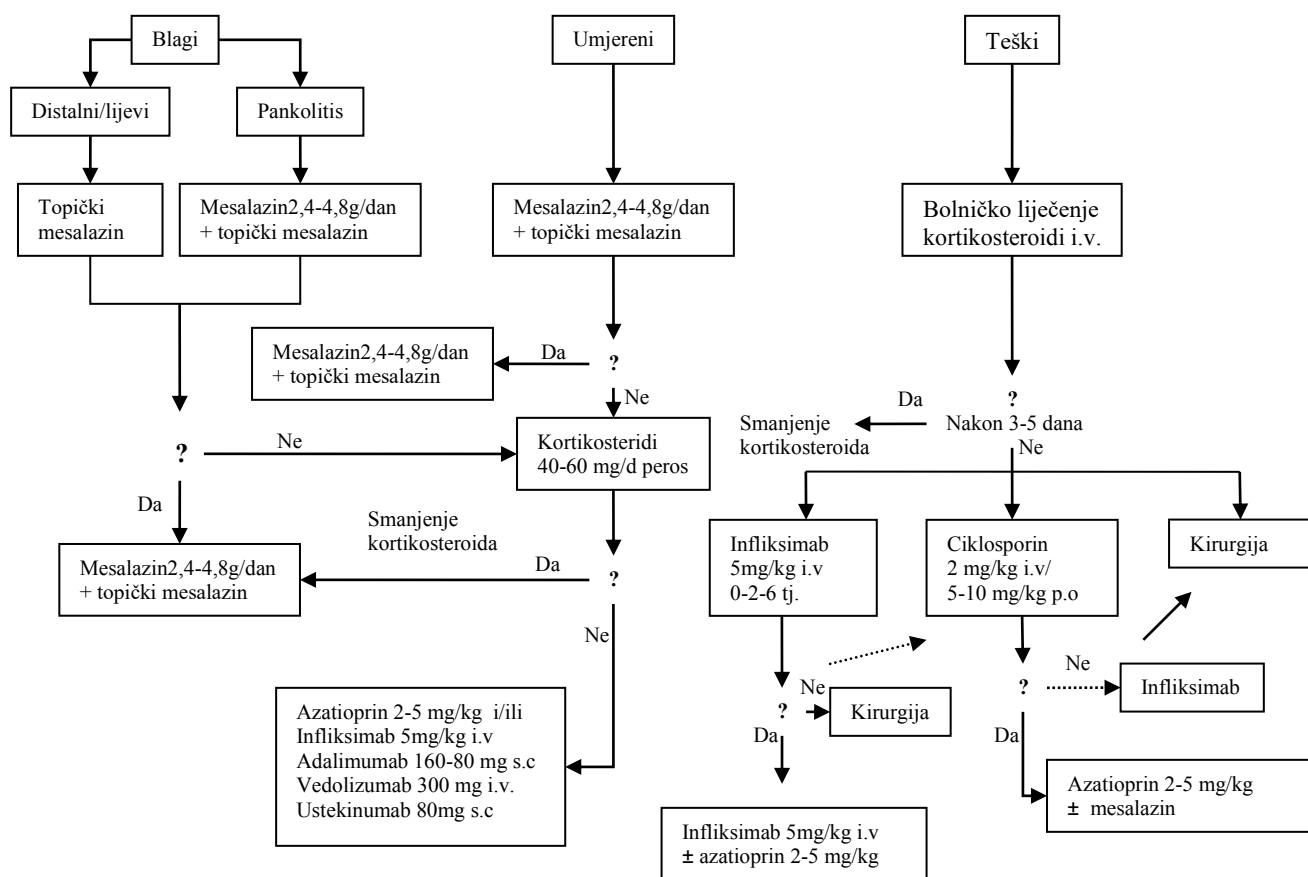 Blagi
Umjereni
Teški
Distalni/lijevi
Pankolitis
Topički
mesalazin
Mesalazin2,4-4,8g/dan
+ topički mesalazin
Mesalazin2,4-4,8g/dan
+ topički mesalazin
Bolničko liječenje
kortikosteroidi i.v.
Mesalazin2,4-4,8g/dan
+ topički mesalazin
Da
?
Ne
?
Nakon 3-5 dana
Da
Smanjenje
kortikosteroida
Ne
?
Ne
Kortikosteridi
40-60 mg/d peros
Da
Smanjenje
kortikosteroida
Mesalazin2,4-4,8g/dan
+ topički mesalazin
Da
?
Ne
Infliksimab
5mg/kg i.v
0-2-6 tj.
Ciklosporin
2 mg/kg i.v/
5-10 mg/kg p.o
Kirurgija
Azatioprin 2-5 mg/kg i/ili
Infliksimab 5mg/kg i.v
Adalimumab 160-80 mg s.c
Vedolizumab 300 mg i.v.
Ustekinumab 80mg s.c
?
Ne
Kirurgija
Da
?
Ne
Infliksimab
Da
Infliksimab 5mg/kg i.v
± azatioprin 2-5 mg/kg
Azatioprin 2-5 mg/kg
± mesalazin